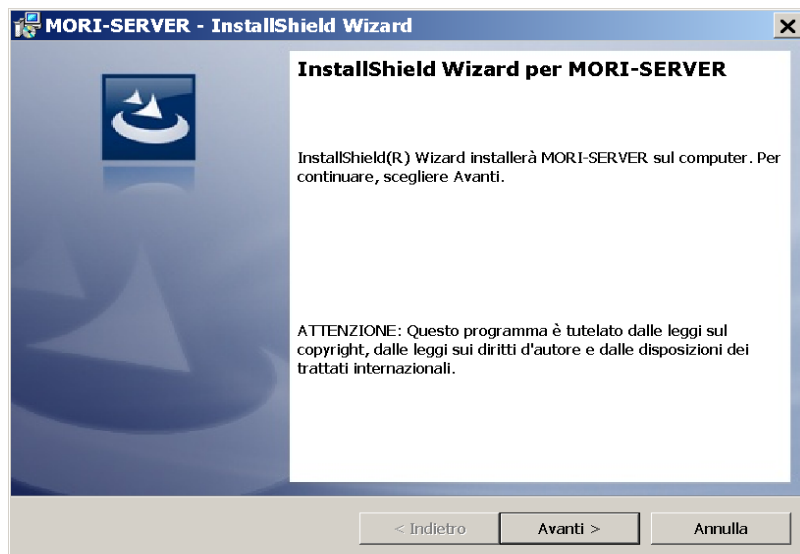 MORI-SERVER - InstallShield Wizard
InstallShield Wizard per MORI-SERVER
InstallShield(R) Wizard installerà MORI-SERVER sul computer. Per
continuare, scegliere Avanti.
ATTENZIONE: Questo programma è tutelato dalle leggi sul
copyright, dalle leggi sui diritti d'autore e dalle disposizioni dei
trattati internazionali.
< Indietro
Avanti >
Annulla